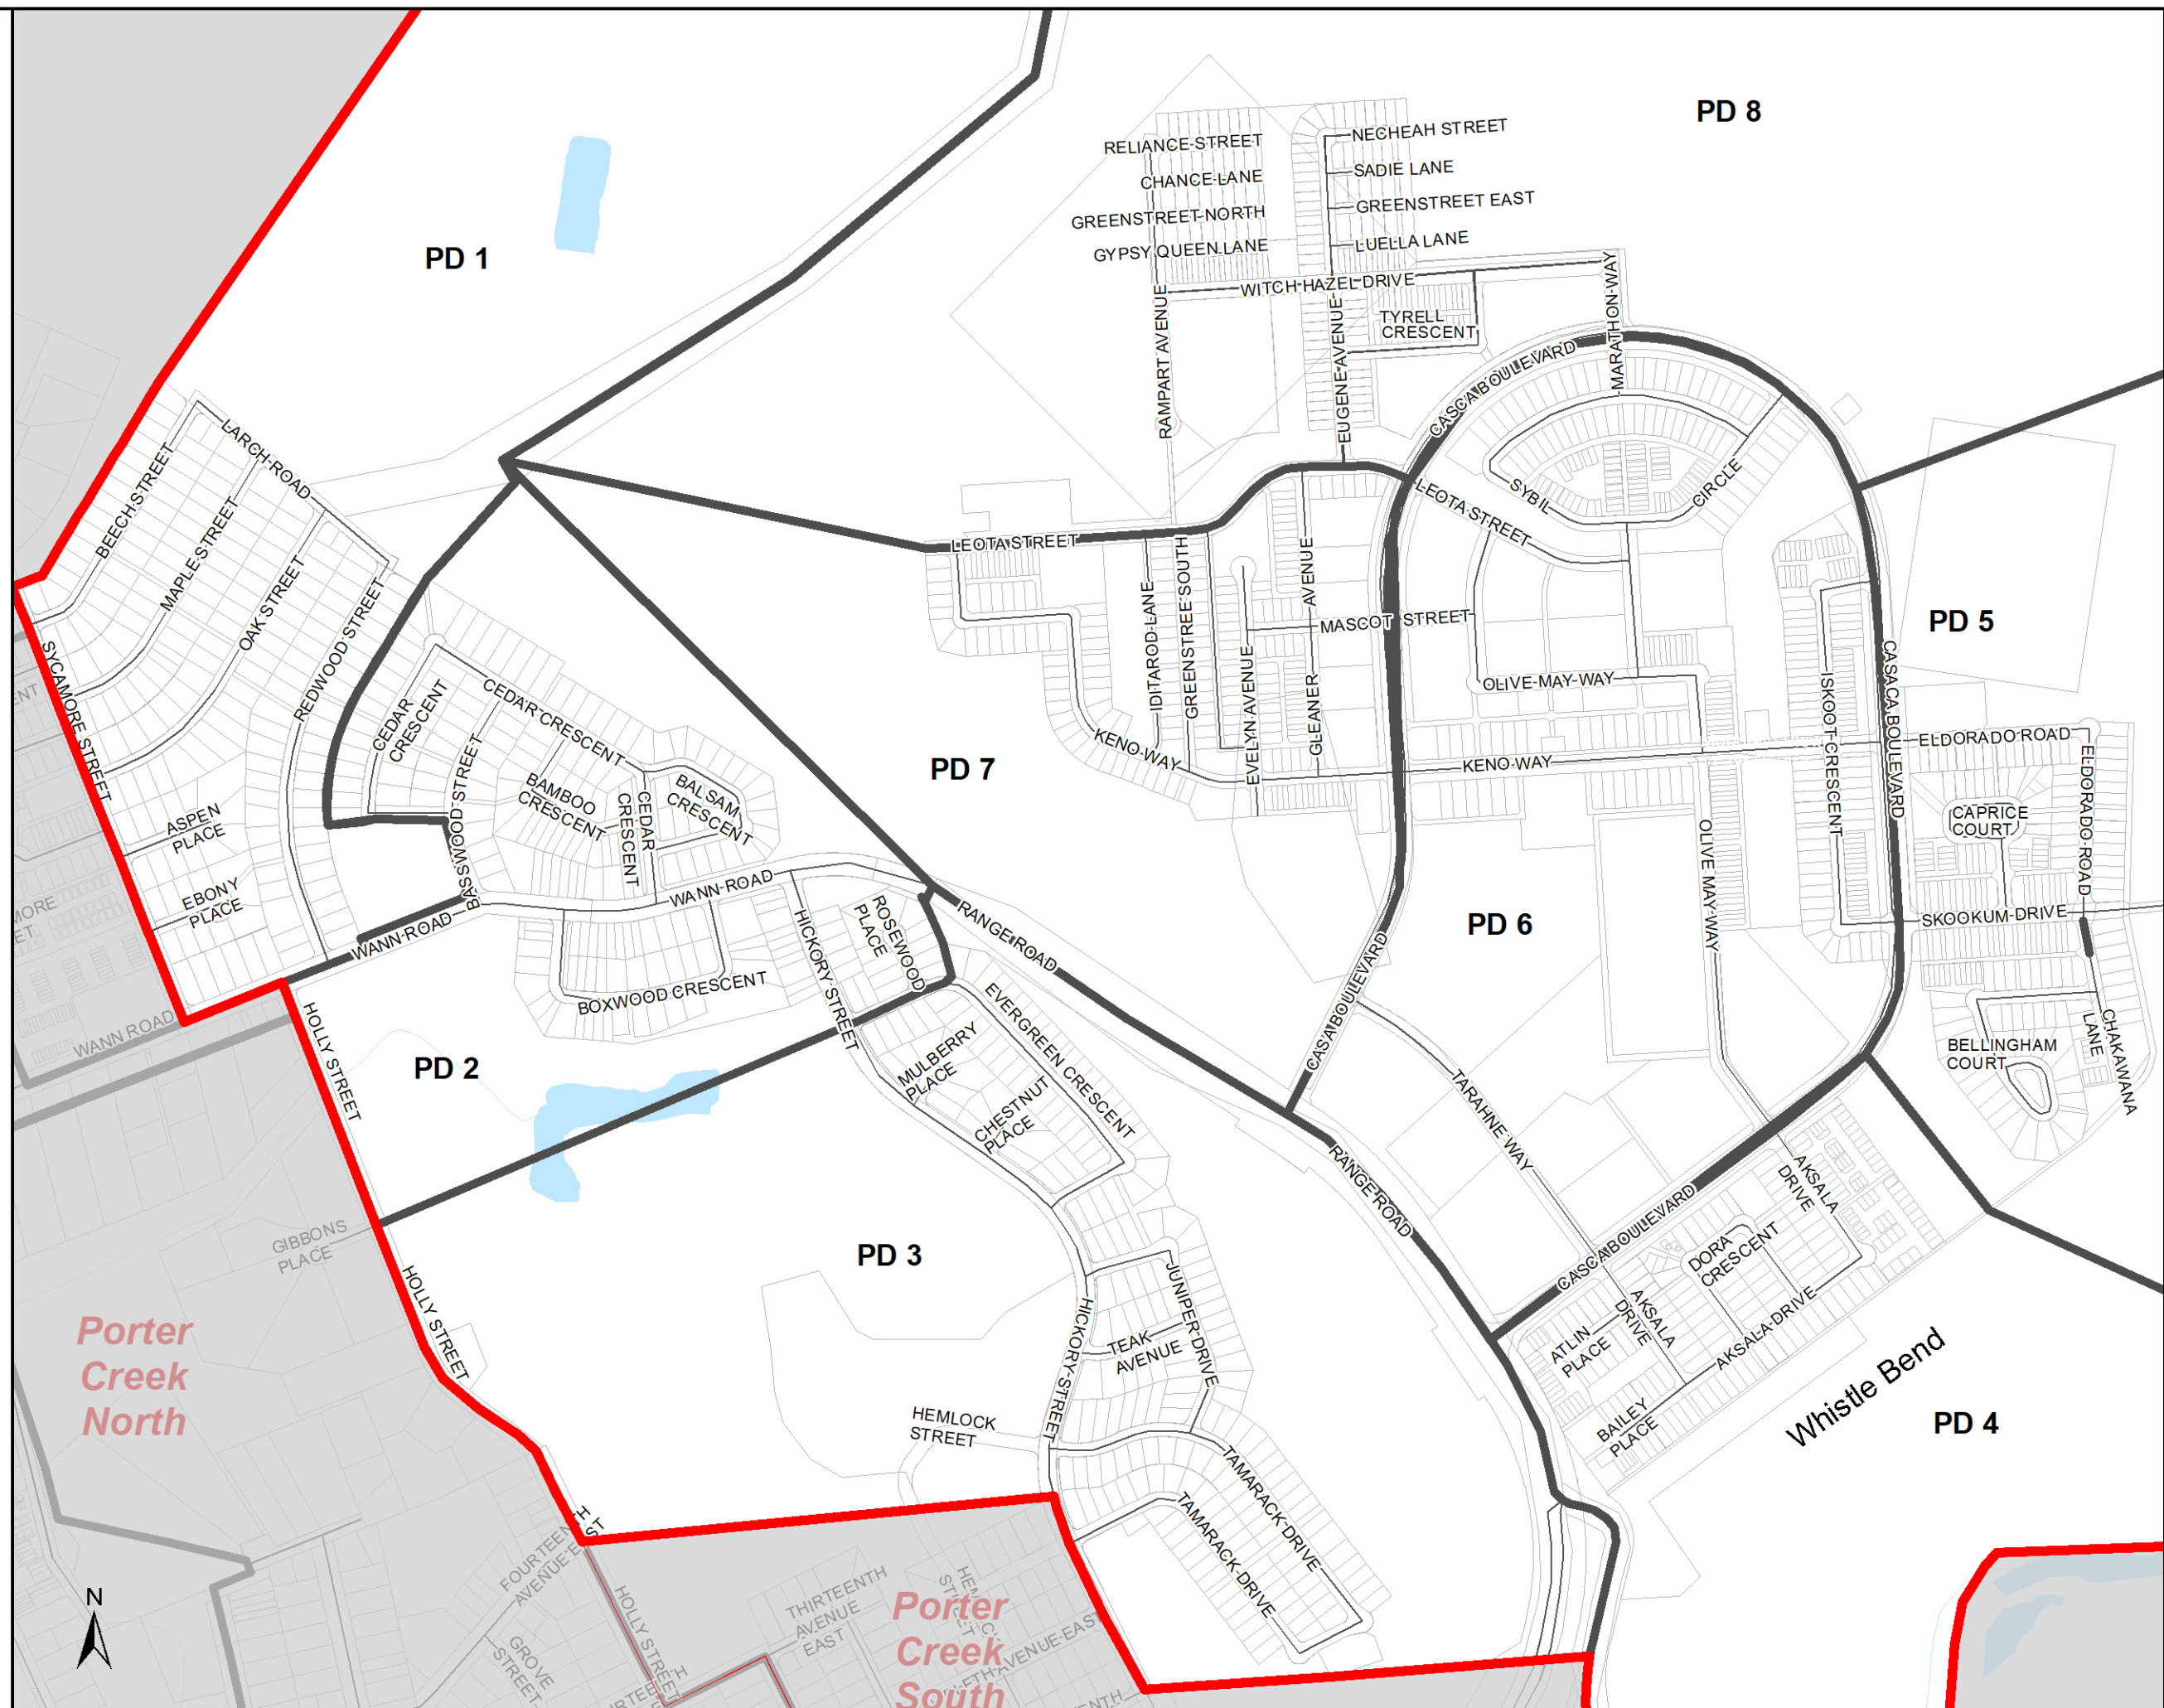 PD 8
NECHEAH STREET
RELIANCE STREET
SADIE LANE
CHANCE LANE
GREENSTREET EAST
GREENSTREET NORTH
LUELLA LANE
GYPSY QUEEN LANE
PD 1
WITCH HAZEL DRIVE
MARATHON WAY
RAMPART AVENUE
EUGENE AVENUE
TYRELL
CRESCENT
CASCA BOULEVARD
LARCH ROAD
BEECH STREET
MAPLE STREET
OAK STREET
REDWOOD STREET
SYCAMORE STREET
SYBIL
CIRCLE
LEOTA STREET
LEOTA STREET
IDITAROD LANE
GREENSTREE SOUTH
EVELYN AVENUE
GLEANER
AVENUE
MASCOT STREET
PD 5
OLIVE MAY WAY
ISKOOT CRESCENT
CASACA BOULEVARD
ELDORADO ROAD
ELDORADO ROAD
CEDAR
CRESCENT
CEDAR CRESCENT
BASSWOOD STREET
BAMBOO
CRESCENT
CEDAR
CRESCENT
BALSAM
CRESCENT
PD 7
KENO WAY
KENO WAY
CAPRICE
COURT
OLIVE MAY WAY
ASPEN
PLACE
EBONY
PLACE
MORE
ET
ENT
WANN ROAD
WANN ROAD
WANN ROAD
HICKORY STREET
ROSEWOOD
PLACE
RANGE ROAD
PD 6
SKOOKUM DRIVE
BOXWOOD CRESCENT
HOLLY STREET
PD 2
EVERGREEN CRESCENT
MULBERRY
PLACE
CHESTNUT
PLACE
CASA BOULEVARD
TARAHNE WAY
BELLINGHAM
COURT
CHAKAWANA
LANE
RANGE ROAD
AKSALA
DRIVE
GIBBONS
PLACE
PD 3
HOLLY STREET
CASCA BOULEVARD
DORA
CRESCENT
AKSALA
DRIVE
AKSALA DRIVE
ATLIN
PLACE
BAILEY
PLACE
JUNIPER DRIVE
HICKORY STREET
TEAK
AVENUE
Whistle Bend
PD 4
Porter
Creek
North
HEMLOCK
STREET
TAMARACK DRIVE
TAMARACK DRIVE
H
ST
FOURTEEN
AVENUE E
HOLLY STREET
THIRTEENTH
AVENUE
EAST
Porter
Creek
South
GROVE
STREET
N